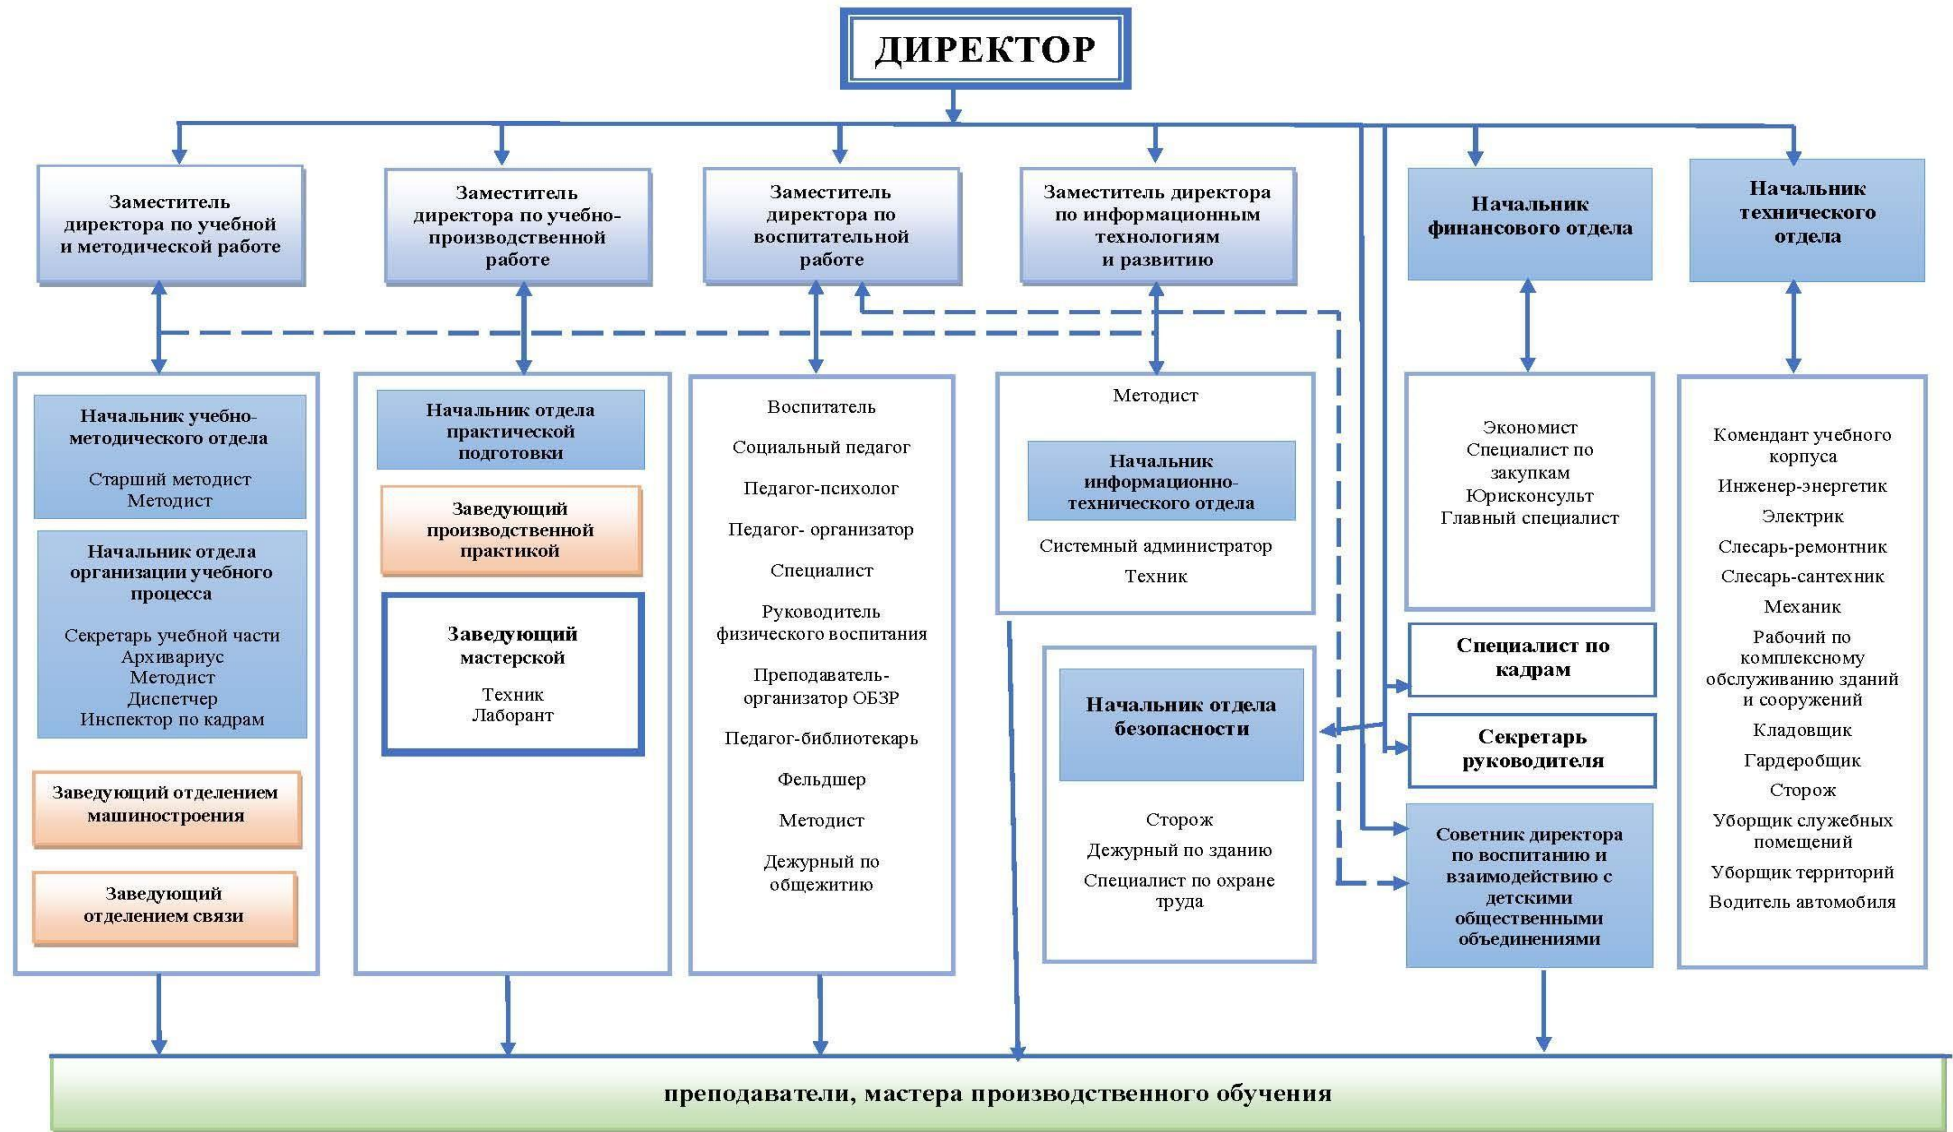 ДИРЕКТОР
Заместитель
директора по учебной
и методической работе
Заместитель
директора по учебно-
производственной
работе
Заместитель
директора по
воспитательной
работе
Заместитель директора
по информационным
технологиям
и развитию
Начальник
финансового отдела
Начальник
технического
отдела
Начальник учебно-
методического отдела
Старший методист
Методист
Начальник отдела
организации учебного
процесса
Секретарь учебной части
Архивариус
Методист
Диспетчер
Инспектор по кадрам
Заведующий отделением
машиностроения
Заведующий
отделением связи
Начальник отдела
практической
подготовки
Заведующий
производственной
практикой
Заведующий
мастерской
Техник
Лаборант
Воспитатель
Социальный педагог
Педагог-психолог
Педагог- организатор
Специалист
Руководитель
физического воспитания
Преподаватель-
организатор ОБЗР
Педагог-библиотекарь
Фельдшер
Методист
Дежурный по
общежитию
Методист
Начальник
информационно-
технического отдела
Системный администратор
Техник
Начальник отдела
безопасности
Сторож
Дежурный по зданию
Специалист по охране
труда
Экономист
Специалист по
закупкам
Юрисконсульт
Главный специалист
Специалист по
кадрам
Секретарь
руководителя
Советник директора
по воспитанию и
взаимодействию с
детскими
общественными
объединениями
Комендант учебного
корпуса
Инженер-энергетик
Электрик
Слесарь-ремонтник
Слесарь-сантехник
Механик
Рабочий по
комплексному
обслуживанию зданий
и сооружений
Кладовщик
Гардеробщик
Сторож
Уборщик служебных
помещений
Уборщик территорий
Водитель автомобиля
преподаватели, мастера производственного обучения